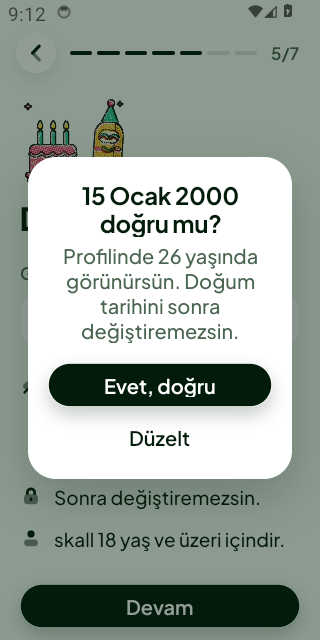 9:12
5/7
15 Ocak 2000
doğru mu?
Profilinde 26 yaşında
görünürsün. Doğum
tarihini sonra
değiştiremezsin.
Evet, doğru
Düzelt
Sonra değiştiremezsin.
skall 18 yaş ve üzeri içindir.
Devam